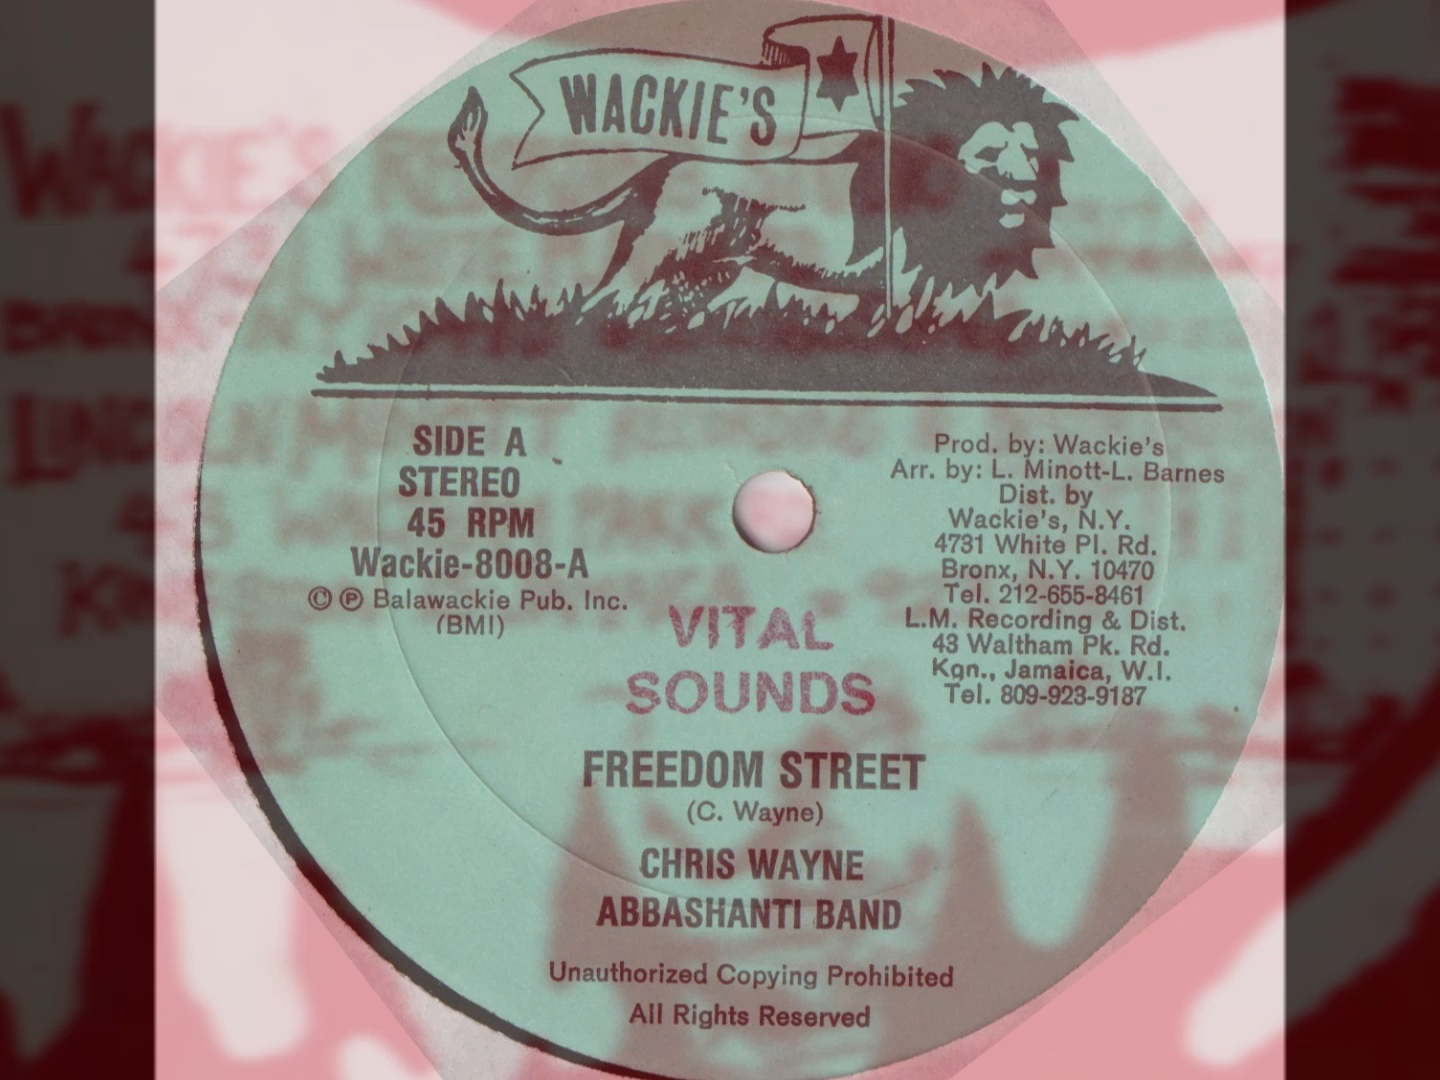 WACKIE'S
SIDE A
STEREO
45 RPM
Wackie-8008-A
© ℗ Balawackie Pub. Inc.
(BMI)
Prod. by: Wackie's
Arr. by: L. Minott-L. Barnes
Dist. by
Wackie's, N.Y.
4731 White Pl. Rd.
Bronx, N.Y. 10470
Tel. 212-655-8461
L.M. Recording & Dist.
43 Waltham Pk. Rd.
Kgn., Jamaica, W.I.
Tel. 809-923-9187
VITAL
SOUNDS
FREEDOM STREET
(C. Wayne)
CHRIS WAYNE
ABBASHANTI BAND
Unauthorized Copying Prohibited
All Rights Reserved